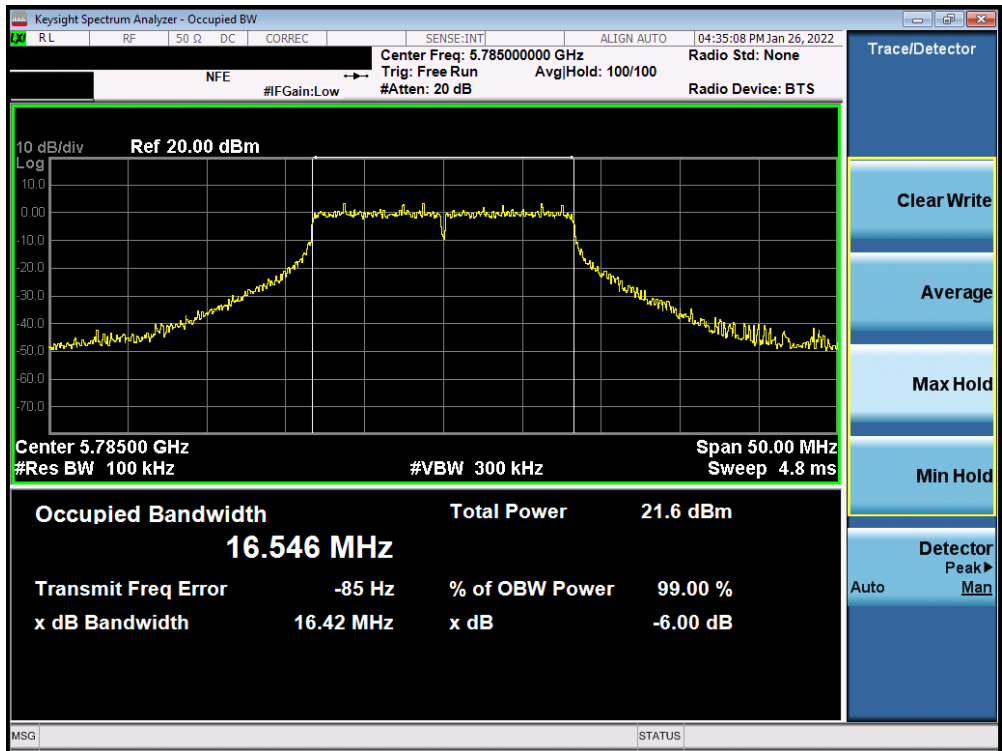 Keysight Spectrum Analyzer - Occupied BW
LXI RL RF 50 Ω DC CORREC SENSE:INT ALIGN AUTO 04:35:08 PM Jan 26, 2022
Center Freq: 5.785000000 GHz Radio Std: None
NFE Trig: Free Run Avg|Hold: 100/100
#IFGain:Low #Atten: 20 dB Radio Device: BTS
10 dB/div Ref 20.00 dBm
Log
10.0
0.00
-10.0
-20.0
-30.0
-40.0
-50.0
-60.0
-70.0
Center 5.78500 GHz Span 50.00 MHz
#Res BW 100 kHz #VBW 300 kHz Sweep 4.8 ms
Occupied Bandwidth Total Power 21.6 dBm
16.546 MHz
Transmit Freq Error -85 Hz % of OBW Power 99.00 %
x dB Bandwidth 16.42 MHz x dB -6.00 dB
MSG STATUS
Trace/Detector
Clear Write
Average
Max Hold
Min Hold
Detector
Peak▶
Auto Man